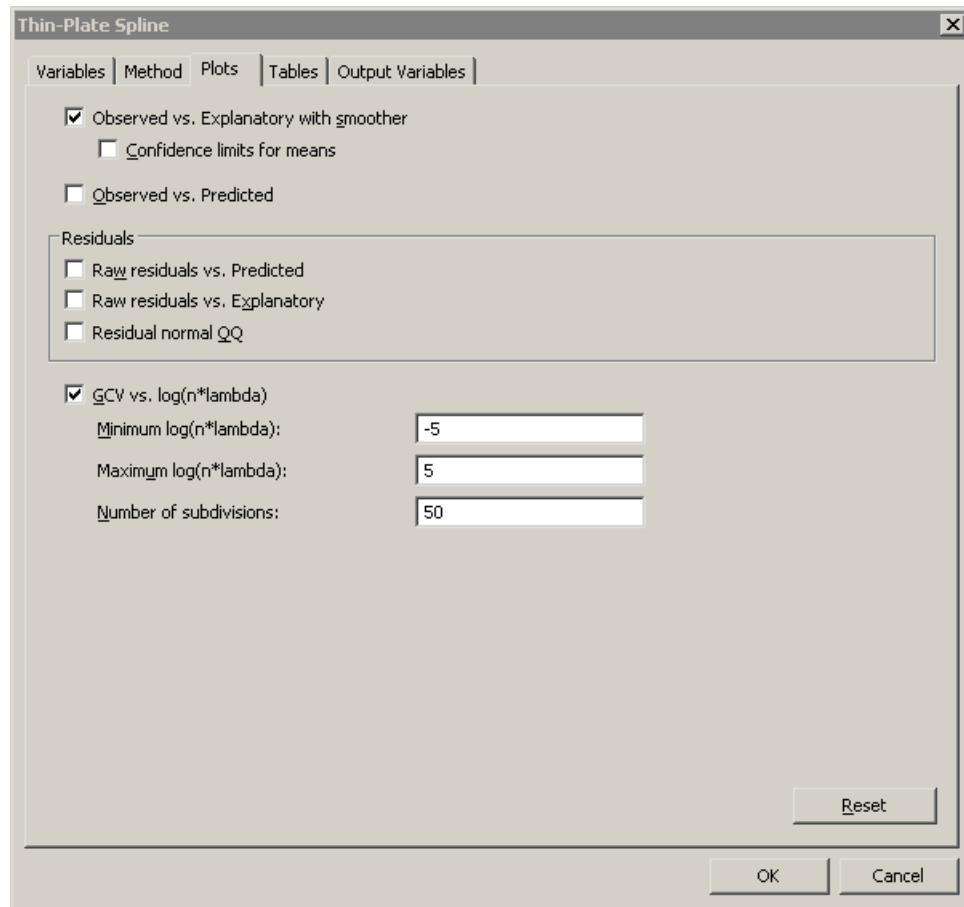 Thin-Plate Spline
Variables Method Plots Tables Output Variables
Observed vs. Explanatory with smoother
Confidence limits for means
Observed vs. Predicted
Residuals
Raw residuals vs. Predicted
Raw residuals vs. Explanatory
Residual normal QQ
GCV vs. log(n*lambda)
Minimum log(n*lambda): -5
Maximum log(n*lambda): 5
Number of subdivisions: 50
Reset
OK Cancel